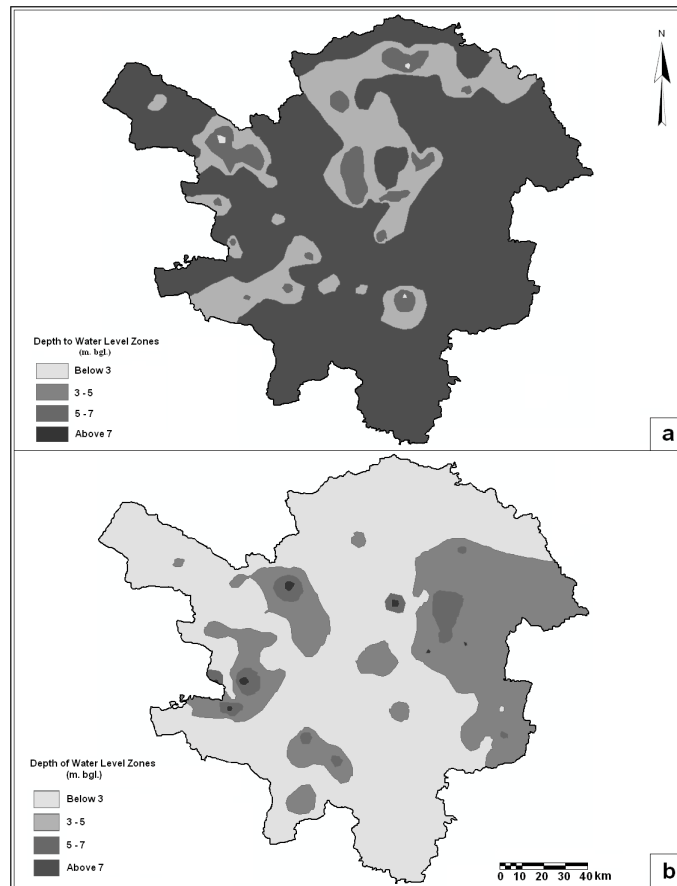 N
Depth to Water Level Zones
(m. bgl.)
Below 3
3 - 5
5 - 7
Above 7
a
Depth of Water Level Zones
(m. bgl.)
Below 3
3 - 5
5 - 7
Above 7
0 10 20 40 km
b